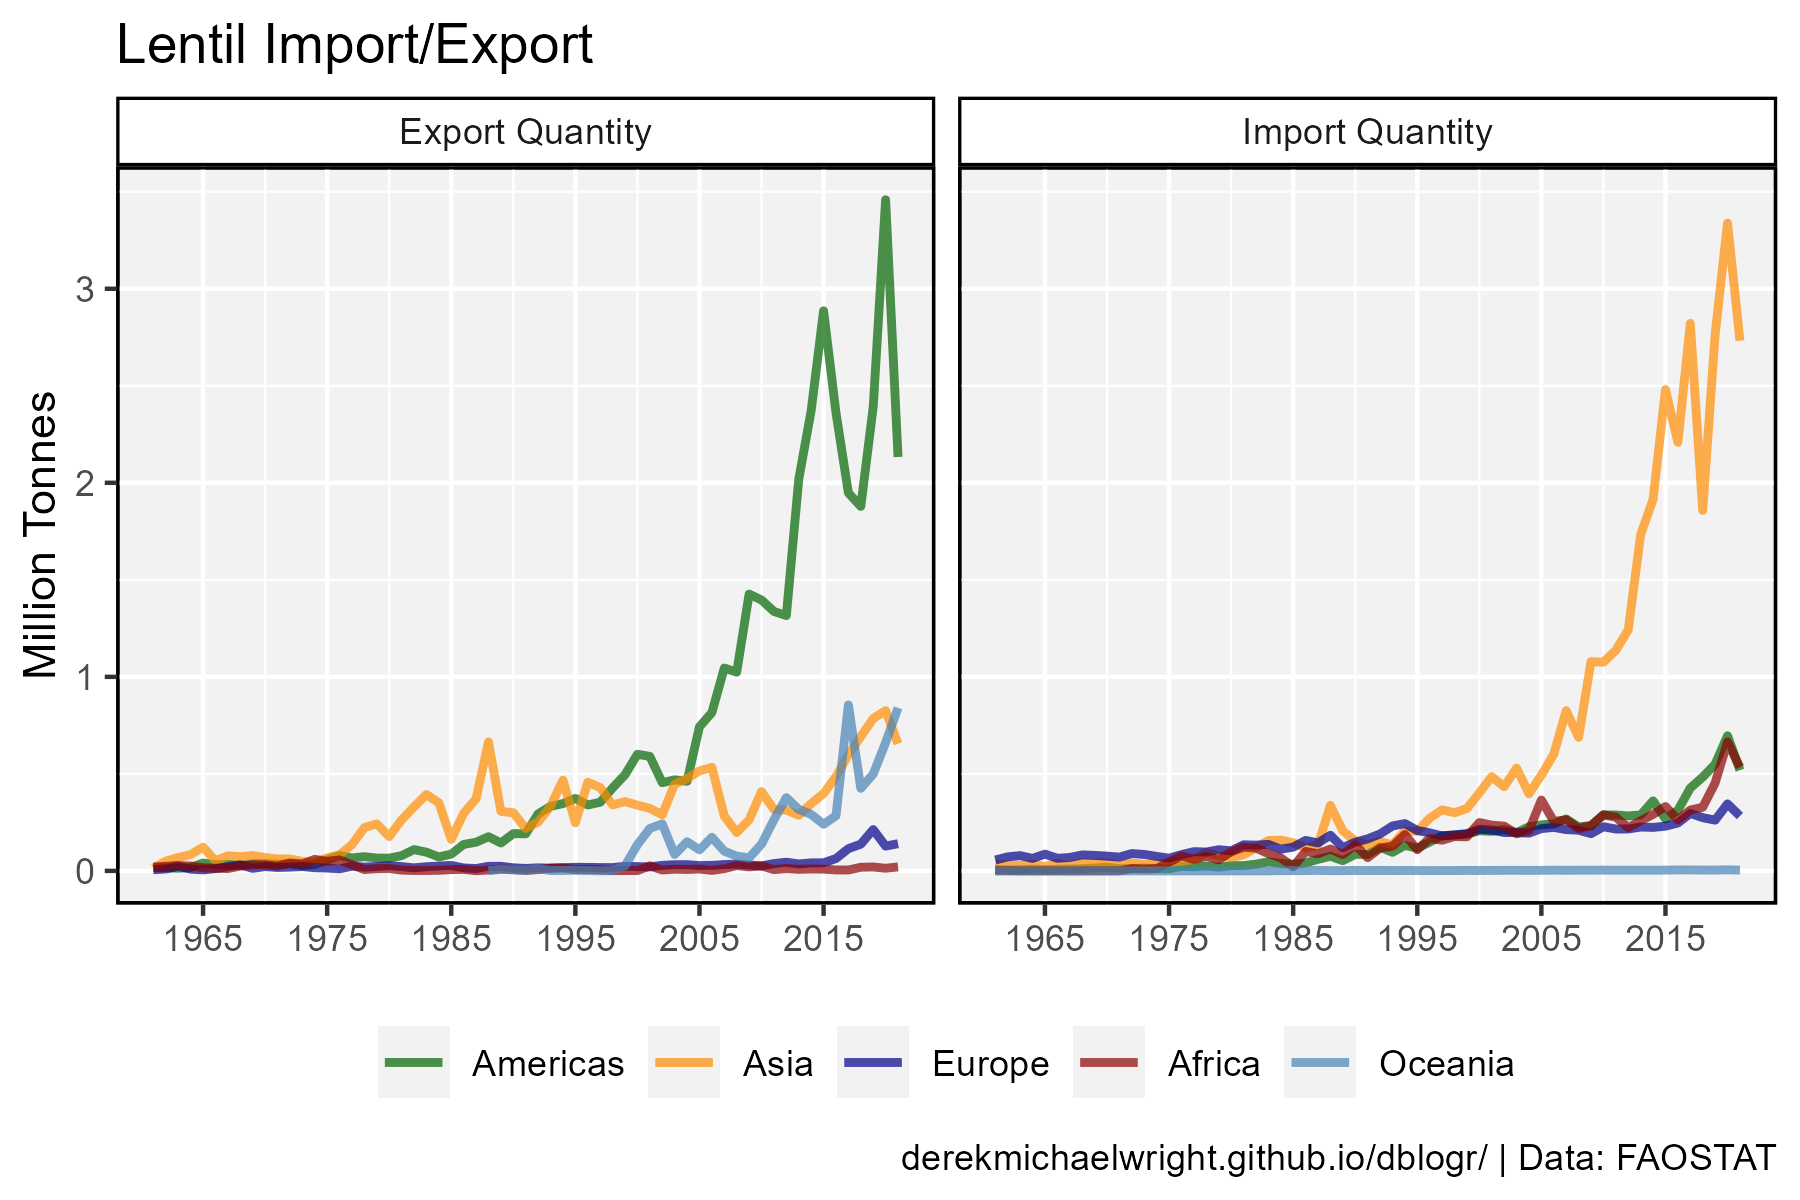 Lentil Import/Export
Export Quantity
Import Quantity
Million Tonnes
3
2
1
0
1965 1975 1985 1995 2005 2015
1965 1975 1985 1995 2005 2015
Americas Asia Europe Africa Oceania
derekmichaelwright.github.io/dblogr/ | Data: FAOSTAT